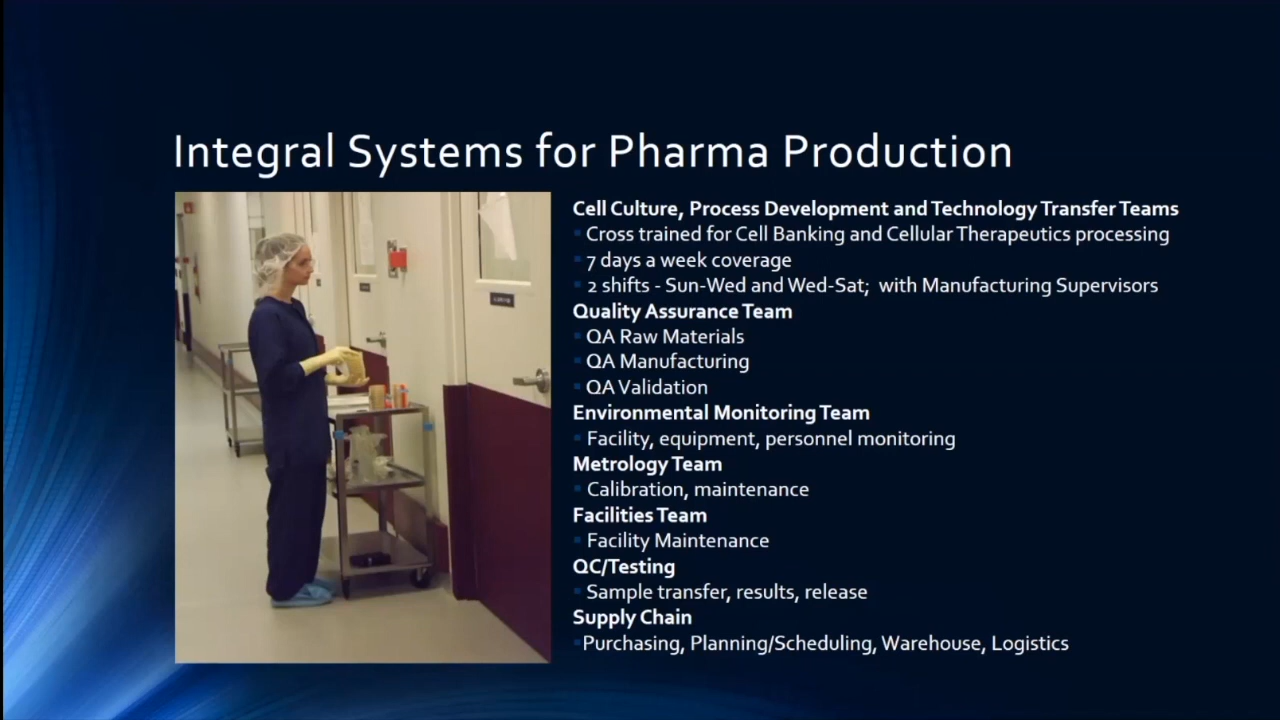 Integral Systems for Pharma Production
Cell Culture, Process Development and Technology Transfer Teams
Cross trained for Cell Banking and Cellular Therapeutics processing
7 days a week coverage
2 shifts - Sun-Wed and Wed-Sat; with Manufacturing Supervisors
Quality Assurance Team
QA Raw Materials
QA Manufacturing
QA Validation
Environmental Monitoring Team
Facility, equipment, personnel monitoring
Metrology Team
Calibration, maintenance
Facilities Team
Facility Maintenance
QC/Testing
Sample transfer, results, release
Supply Chain
Purchasing, Planning/Scheduling, Warehouse, Logistics